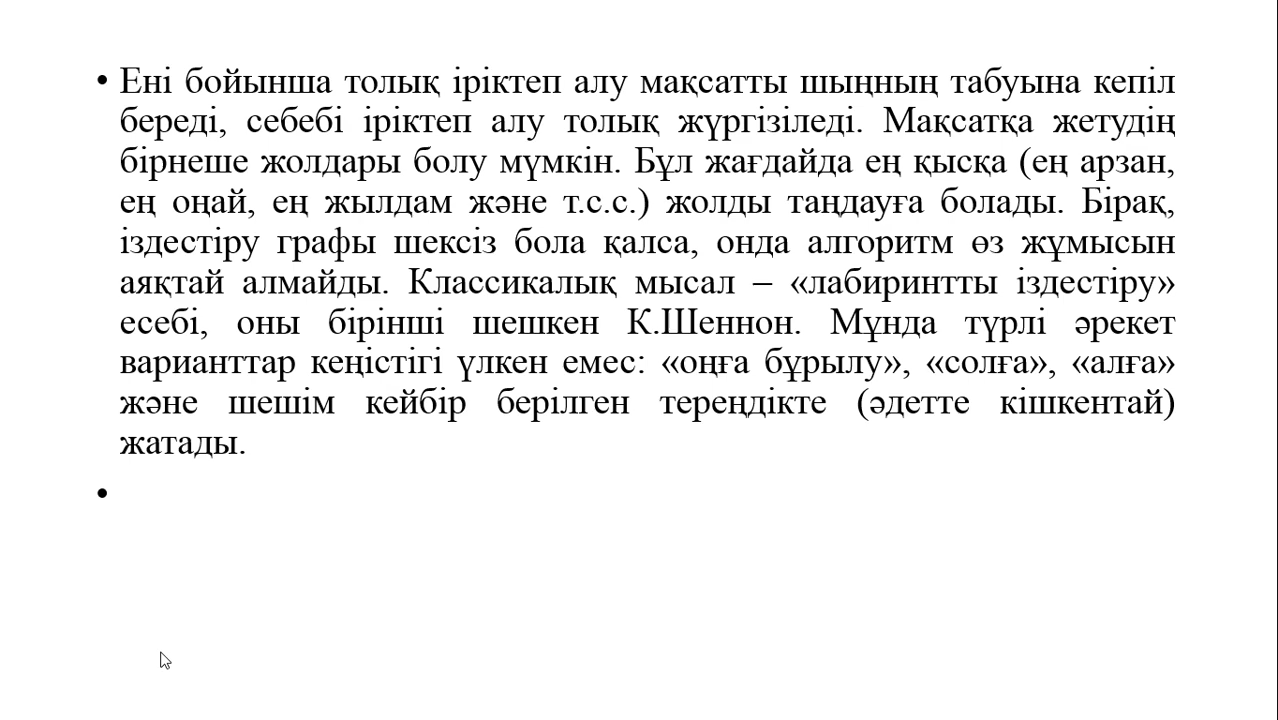 • Ені бойынша толық іріктеп алу мақсатты шыңның табуына кепіл
береді, себебі іріктеп алу толық жүргізіледі. Мақсатқа жетудің
бірнеше жолдары болу мүмкін. Бұл жағдайда ең қысқа (ең арзан,
ең оңай, ең жылдам және т.с.с.) жолды таңдауға болады. Бірақ,
іздестіру графы шексіз бола қалса, онда алгоритм өз жұмысын
аяқтай алмайды. Классикалық мысал – «лабиринтты іздестіру»
есебі, оны бірінші шешкен К.Шеннон. Мұнда түрлі әрекет
варианттар кеңістігі үлкен емес: «оңға бұрылу», «солға», «алға»
және шешім кейбір берілген тереңдікте (әдетте кішкентай)
жатады.
•